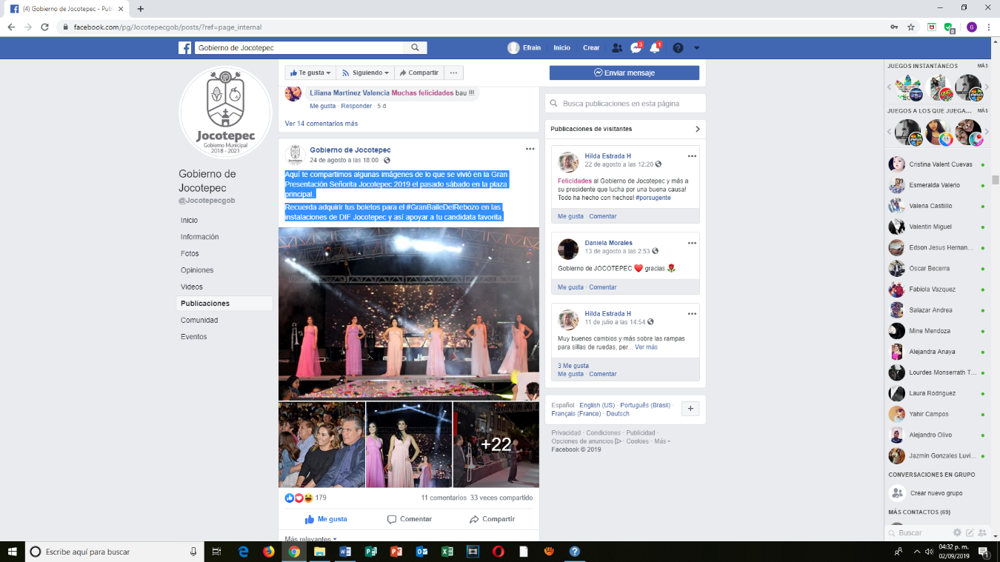 (4) Gobierno de Jocotepec - Pub
facebook.com/pg/Jocotepecgob/posts/?ref=page_internal
Gobierno de Jocotepec
Efrain Inicio Crear 3 1
Jocotepec
Gobierno Municipal
2018 - 2021
Gobierno de
Jocotepec
@Jocotepecgob
Inicio
Información
Fotos
Opiniones
Videos
Publicaciones
Comunidad
Eventos
Te gusta Siguiendo Compartir ...
Liliana Martinez Valencia Muchas felicidades bau !!!
Me gusta · Responder · 5 d
Ver 14 comentarios más
Gobierno de Jocotepec
24 de agosto a las 18:00 ·
Aquí te compartimos algunas imágenes de lo que se vivió en la Gran
Presentación Señorita Jocotepec 2019 el pasado sábado en la plaza
principal.
Recuerda adquirir tus boletos para el #GranBaileDelRebozo en las
instalaciones de DIF Jocotepec y así apoyar a tu candidata favorita.
+22
179 11 comentarios 33 veces compartido
Me gusta Comentar Compartir
Más relevantes
Enviar mensaje
Busca publicaciones en esta página
Publicaciones de visitantes
Hilda Estrada H
22 de agosto a las 12:20
Felicidades al Gobierno de Jocotepec y más a
su presidente que lucha por una buena causa!
Todo ha hecho con hechos! #porsugente
Me gusta · Comentar
Daniela Morales
13 de agosto a las 2:53
Gobierno de JOCOTEPEC ❤️ gracias 🌹
Me gusta · Comentar
Hilda Estrada H
11 de julio a las 14:54
Muy buenos cambios y más sobre las rampas
para sillas de ruedas, per... Ver más
3 Me gusta
Me gusta · Comentar
Español · English (US) · Português (Brasil) ·
Français (France) · Deutsch
Privacidad · Condiciones · Publicidad ·
Opciones de anuncios · Cookies · Más
Facebook © 2019
JUEGOS INSTANTÁNEOS MÁS
UNO
JUEGOS A LOS QUE JUEGA... MÁS
Cristina Valent Cuevas
Esmeralda Valerio
Valeria Castillo
Valentin Miguel
Edson Jesus Hernan...
Oscar Becerra
Fabiola Vazquez
Salazar Andrea
Mine Mendoza
Alejandra Anaya
Lourdes Monserrath T...
Laura Rodriguez
Yahir Campos
Alejandro Olivo
Jazmin Gonzales Luvi...
CONVERSACIONES EN GRUPO
Crear nuevo grupo
MÁS CONTACTOS (69)
Buscar
Escribe aquí para buscar
04:32 p. m.
02/09/2019
1